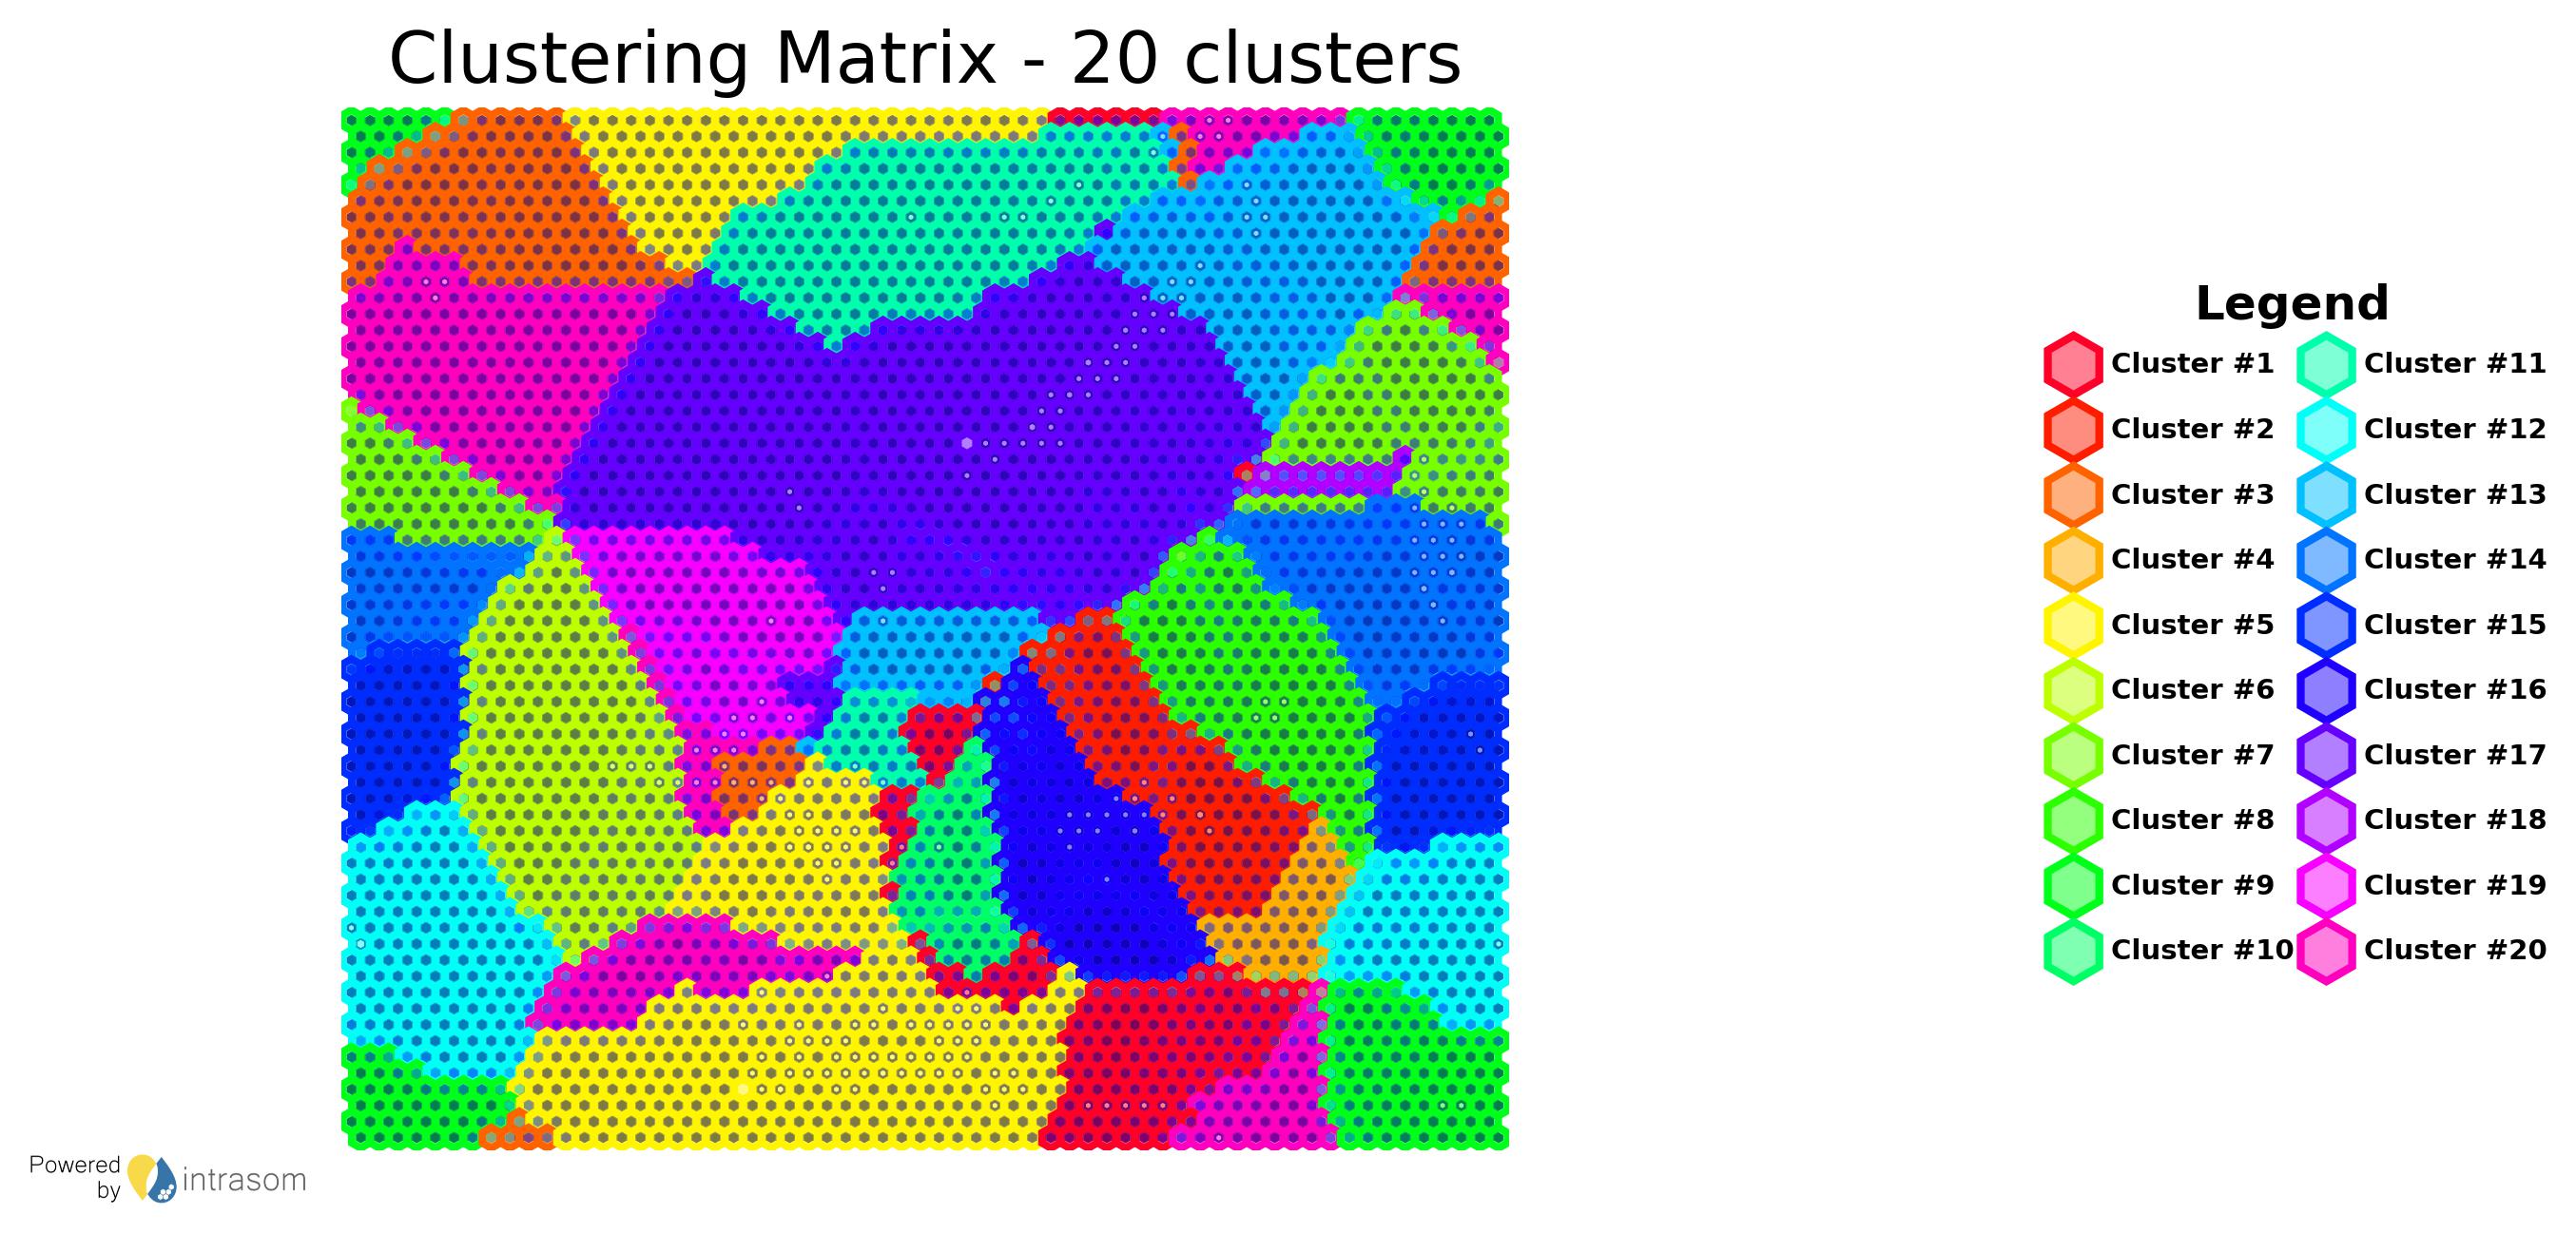 Clustering Matrix - 20 clusters
Legend
Cluster #1 Cluster #11
Cluster #2 Cluster #12
Cluster #3 Cluster #13
Cluster #4 Cluster #14
Cluster #5 Cluster #15
Cluster #6 Cluster #16
Cluster #7 Cluster #17
Cluster #8 Cluster #18
Cluster #9 Cluster #19
Cluster #10 Cluster #20
Powered
by intrasom